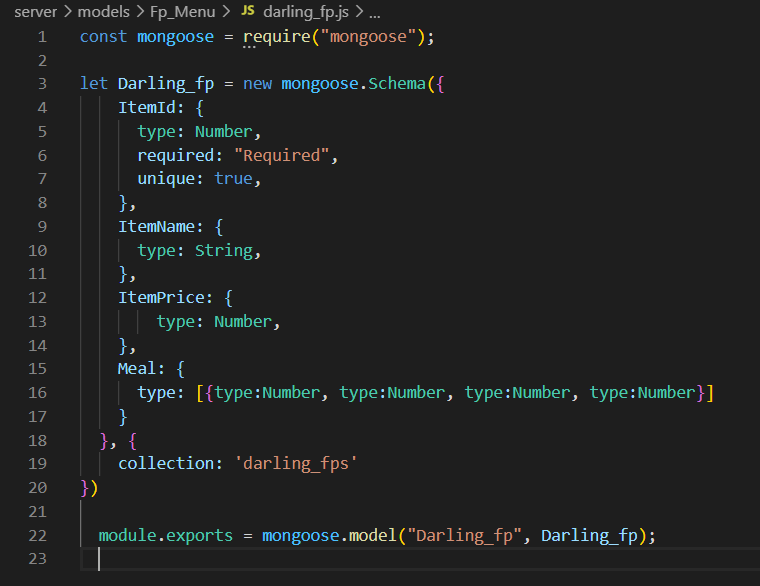 server > models > Fp_Menu > JS darling_fp.js > ...
1 const mongoose = require("mongoose");
2
3 let Darling_fp = new mongoose.Schema({
4 ItemId: {
5 type: Number,
6 required: "Required",
7 unique: true,
8 },
9 ItemName: {
10 type: String,
11 },
12 ItemPrice: {
13 type: Number,
14 },
15 Meal: {
16 type: [{type:Number, type:Number, type:Number, type:Number}]
17 }
18 }, {
19 collection: 'darling_fps'
20 })
21
22 module.exports = mongoose.model("Darling_fp", Darling_fp);
23